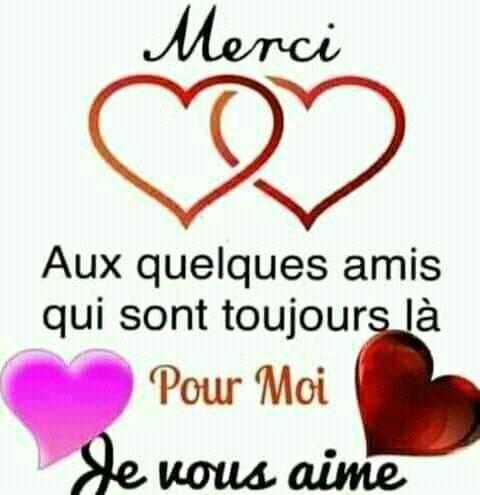 Merci
Aux quelques amis
qui sont toujours là
Pour Moi
Je vous aime